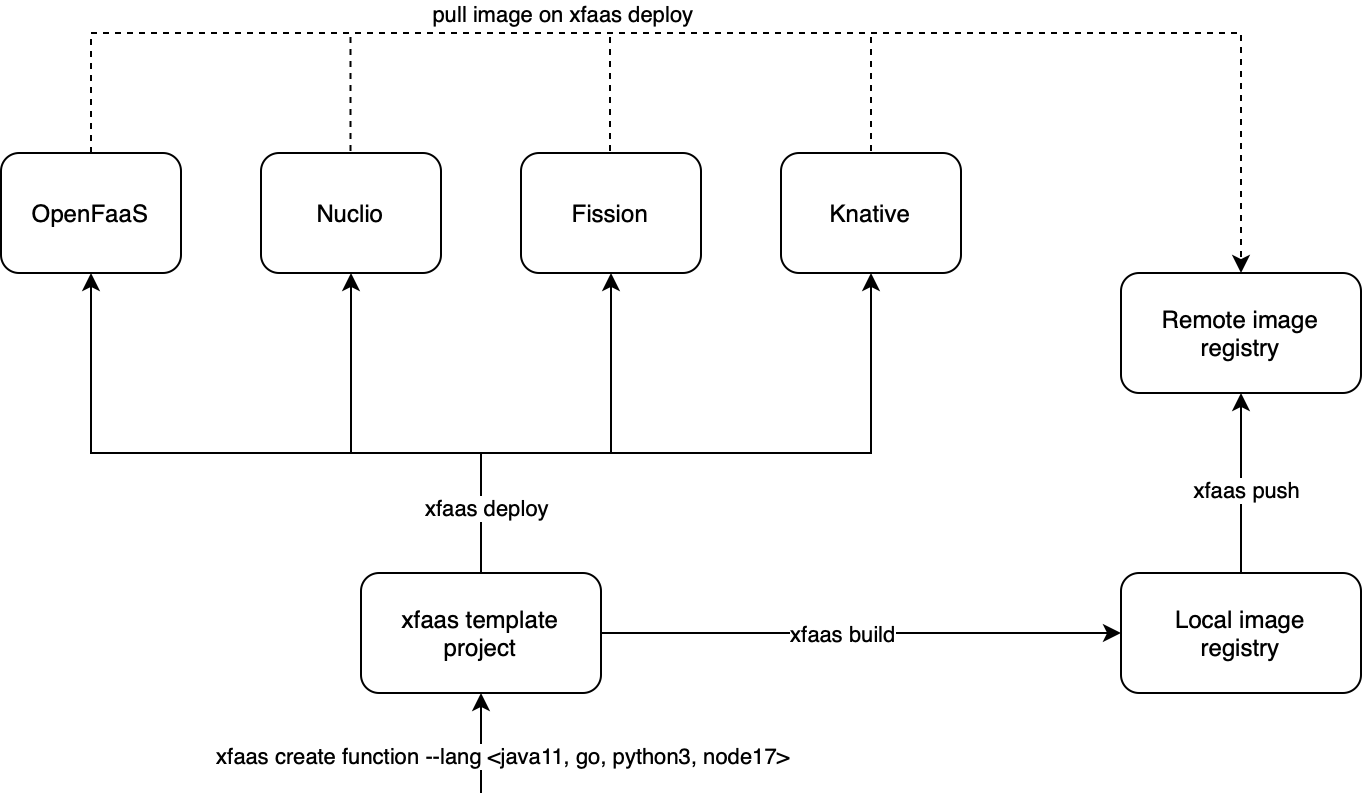 pull image on xfaas deploy
OpenFaaS
Nuclio
Fission
Knative
Remote image
registry
xfaas push
xfaas deploy
xfaas template
project
xfaas build
Local image
registry
xfaas create function --lang <java11, go, python3, node17>